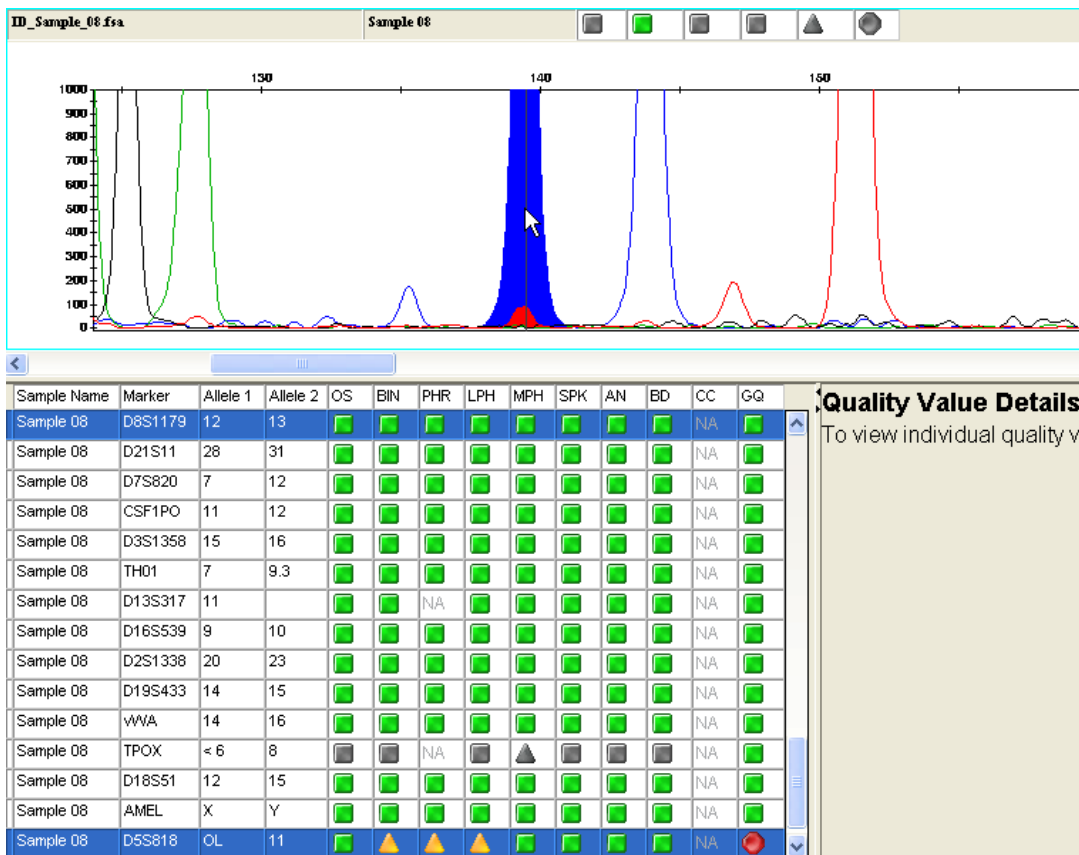 ID_Sample_08.fsa Sample 08
130 140 150
1000
900
800
700
600
500
400
300
200
100
0
Sample Name Marker Allele 1 Allele 2 OS BIN PHR LPH MPH SPK AN BD CC GQ
Sample 08 D8S1179 12 13 NA
Sample 08 D21S11 28 31 NA
Sample 08 D7S820 7 12 NA
Sample 08 CSF1PO 11 12 NA
Sample 08 D3S1358 15 16 NA
Sample 08 TH01 7 9.3 NA
Sample 08 D13S317 11 NA NA
Sample 08 D16S539 9 10 NA
Sample 08 D2S1338 20 23 NA
Sample 08 D19S433 14 15 NA
Sample 08 vWA 14 16 NA
Sample 08 TPOX < 6 8 NA NA
Sample 08 D18S51 12 15 NA
Sample 08 AMEL X Y NA
Sample 08 D5S818 OL 11 NA
Quality Value Details
To view individual quality v